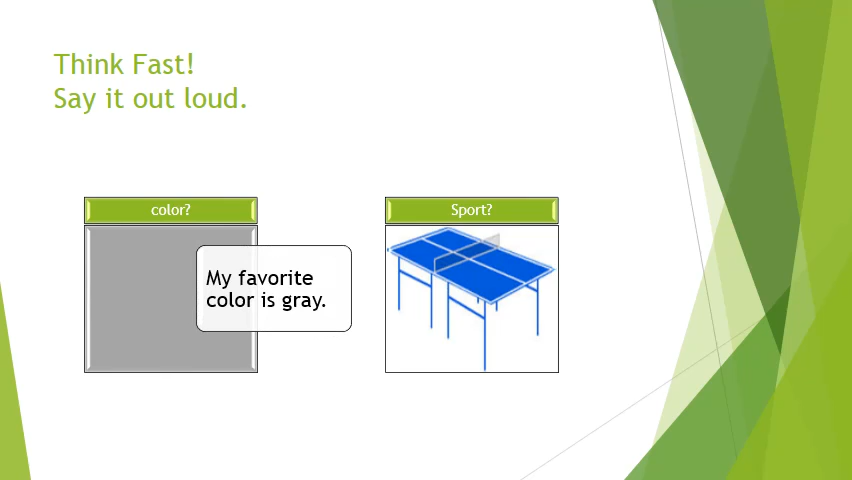 Think Fast!
Say it out loud.
color?
My favorite
color is gray.
Sport?